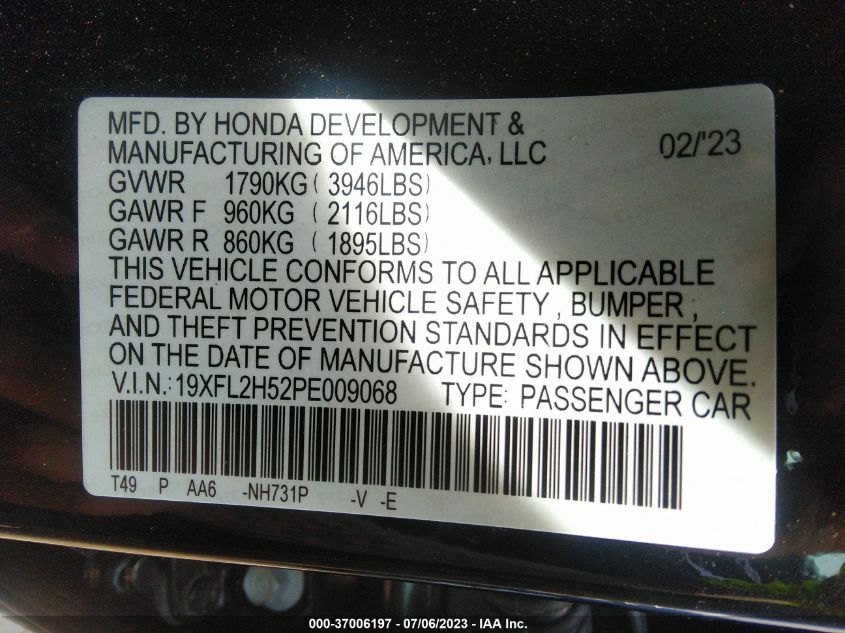 MFD. BY HONDA DEVELOPMENT &
MANUFACTURING OF AMERICA, LLC 02/'23
GVWR 1790KG ( 3946LBS)
GAWR F 960KG ( 2116LBS)
GAWR R 860KG ( 1895LBS)
THIS VEHICLE CONFORMS TO ALL APPLICABLE
FEDERAL MOTOR VEHICLE SAFETY , BUMPER ,
AND THEFT PREVENTION STANDARDS IN EFFECT
ON THE DATE OF MANUFACTURE SHOWN ABOVE.
V.I.N.:19XFL2H52PE009068 TYPE: PASSENGER CAR
T49 P AA6 -NH731P -V -E
000-37006197 - 07/06/2023 - IAA Inc.